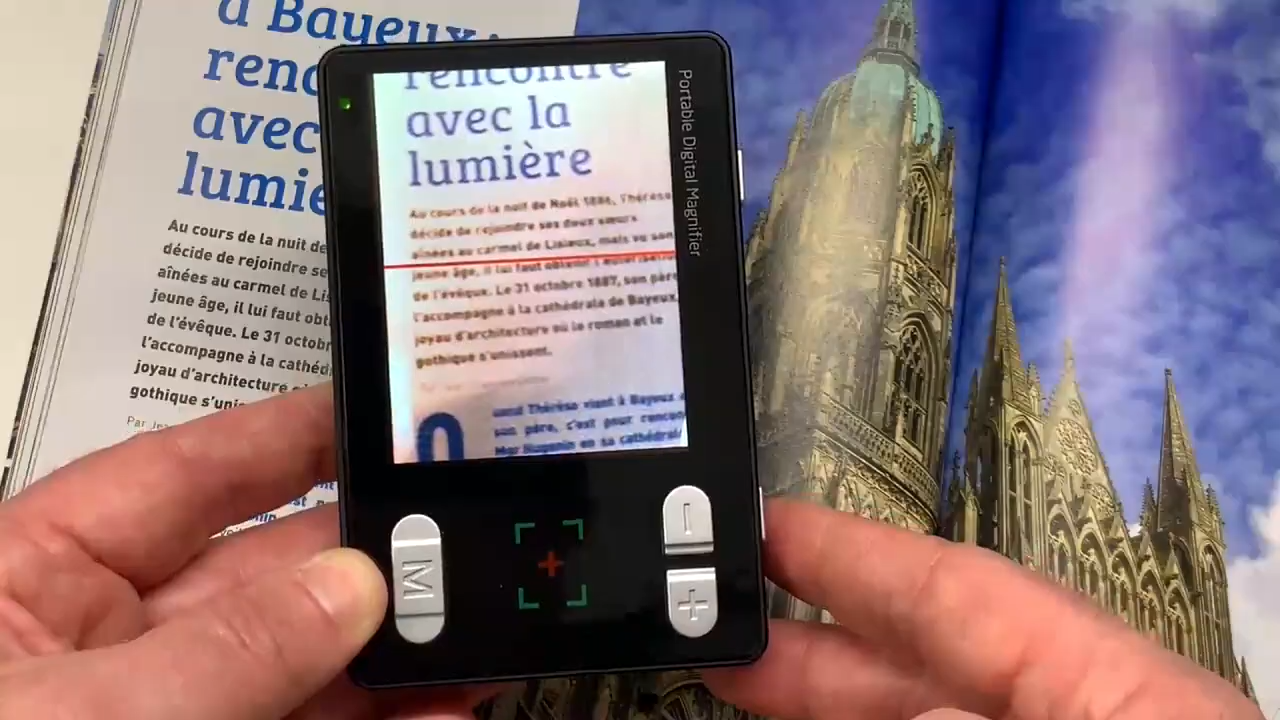 à Bayeux :
renc
avec
lumiè
Au cours de la nuit de
décide de rejoindre se
aînées au carmel de Lis
jeune âge, il lui faut obt
de l'évêque. Le 31 octobr
l'accompagne à la cathéd
joyau d'architecture
gothique s'unis
Par Jea
rencontre
avec la
lumière
Au cours de la nuit de Noël 1886, Thérèse
décide de rejoindre ses deux sœurs
aînées au carmel de Lisieux, mais vu son
jeune âge, il lui faut obtenir l'autorisation
de l'évêque. Le 31 octobre 1887, son père
l'accompagne à la cathédrale de Bayeux,
joyau d'architecture où le roman et le
gothique s'unissent.
uand Thérèse vient à Bayeux
son père, c'est pour rencon
Mgr Hugonin en sa cathédral
Portable Digital Magnifier
M
−
+